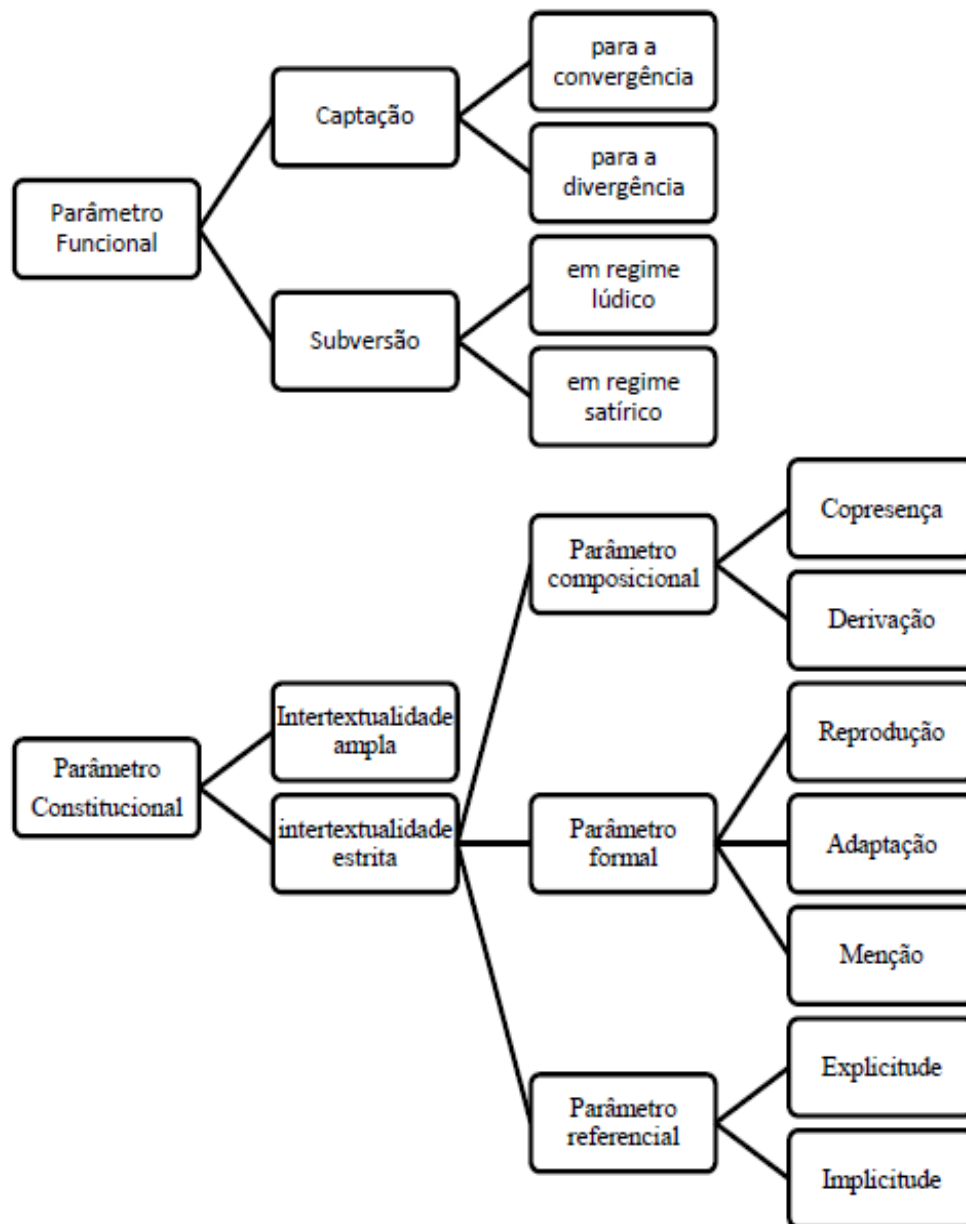 para a
convergência
Captação
para a
divergência
Parâmetro
Funcional
em regime
lúdico
Subversão
em regime
satírico
Copresença
Parâmetro
composicional
Derivação
Intertextualidade
ampla
Reprodução
Parâmetro
Constitucional
intertextualidade
estrita
Parâmetro
formal
Adaptação
Menção
Explicitude
Parâmetro
referencial
Implicitude